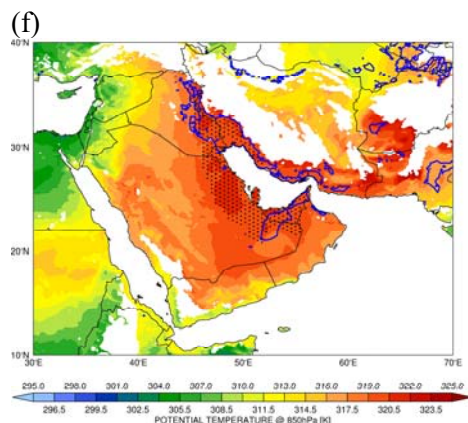 (f)
40°N
30°N
20°N
10°N
30°E 40°E 50°E 60°E 70°E
295.0 298.0 301.0 304.0 307.0 310.0 313.0 316.0 319.0 322.0 325.0
296.5 299.5 302.5 305.5 308.5 311.5 314.5 317.5 320.5 323.5
POTENTIAL TEMPERATURE @ 850hPa [K]